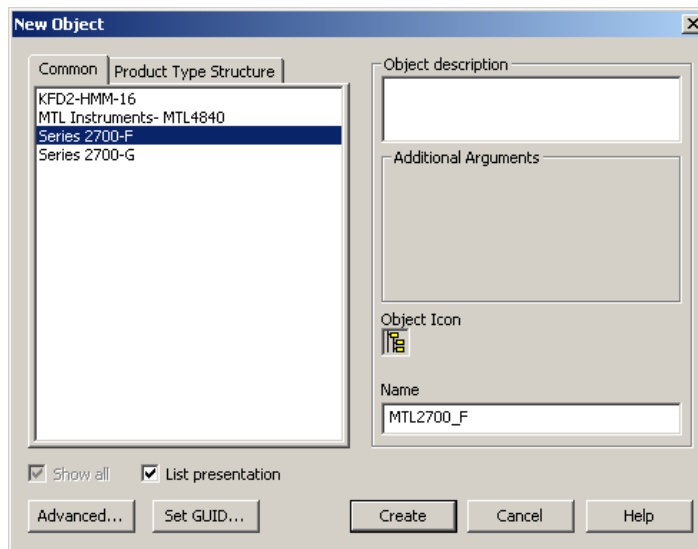 New Object
Common
Product Type Structure
KFD2-HMM-16
MTL Instruments- MTL4840
Series 2700-F
Series 2700-G
Object description
Additional Arguments
Object Icon
Name
MTL2700_F
Show all
List presentation
Advanced...
Set GUID...
Create
Cancel
Help